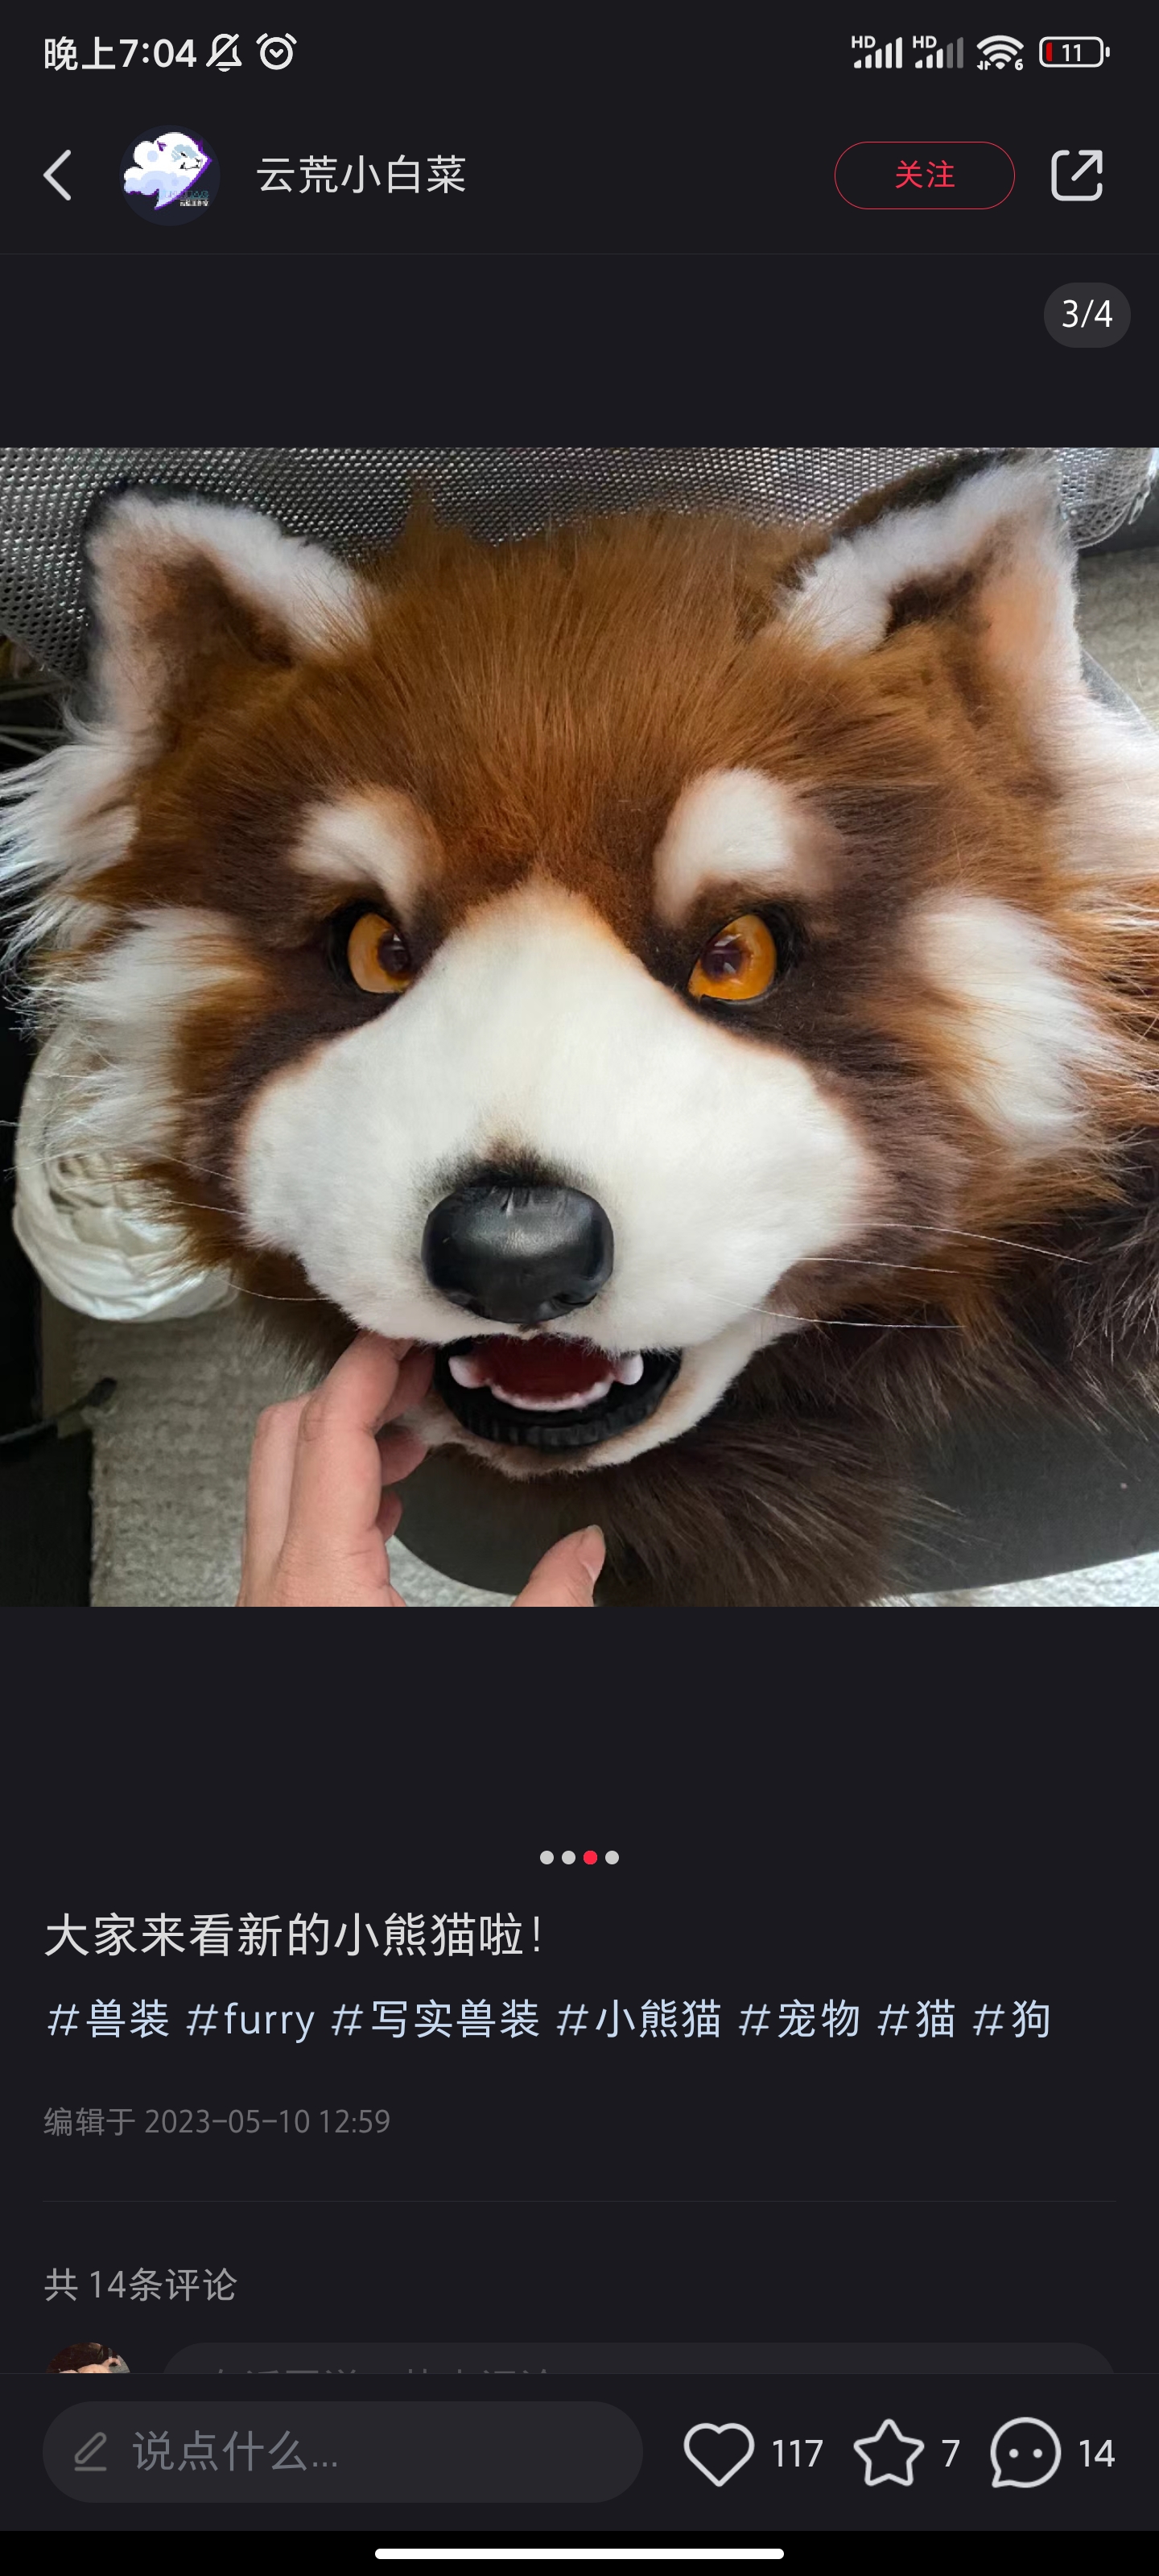 晚上7:04
HD HD 6 11
云荒小白菜
关注
3/4
大家来看新的小熊猫啦！
#兽装 #furry #写实兽装 #小熊猫 #宠物 #猫 #狗
编辑于 2023-05-10 12:59
共 14条评论
说点什么...
117 7 14